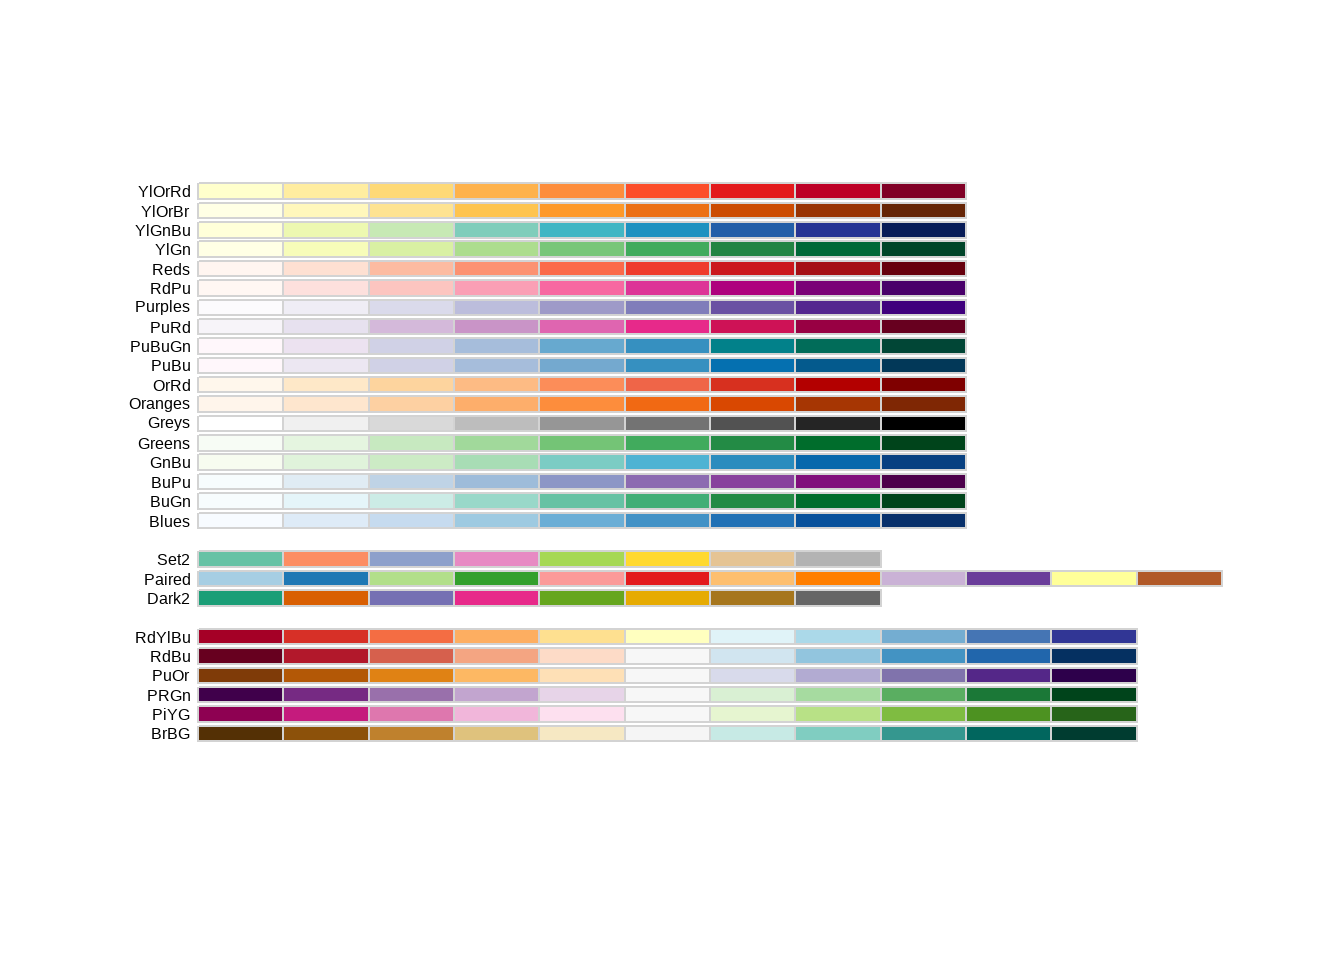 YlOrRd
YlOrBr
YlGnBu
YlGn
Reds
RdPu
Purples
PuRd
PuBuGn
PuBu
OrRd
Oranges
Greys
Greens
GnBu
BuPu
BuGn
Blues
Set2
Paired
Dark2
RdYlBu
RdBu
PuOr
PRGn
PiYG
BrBG